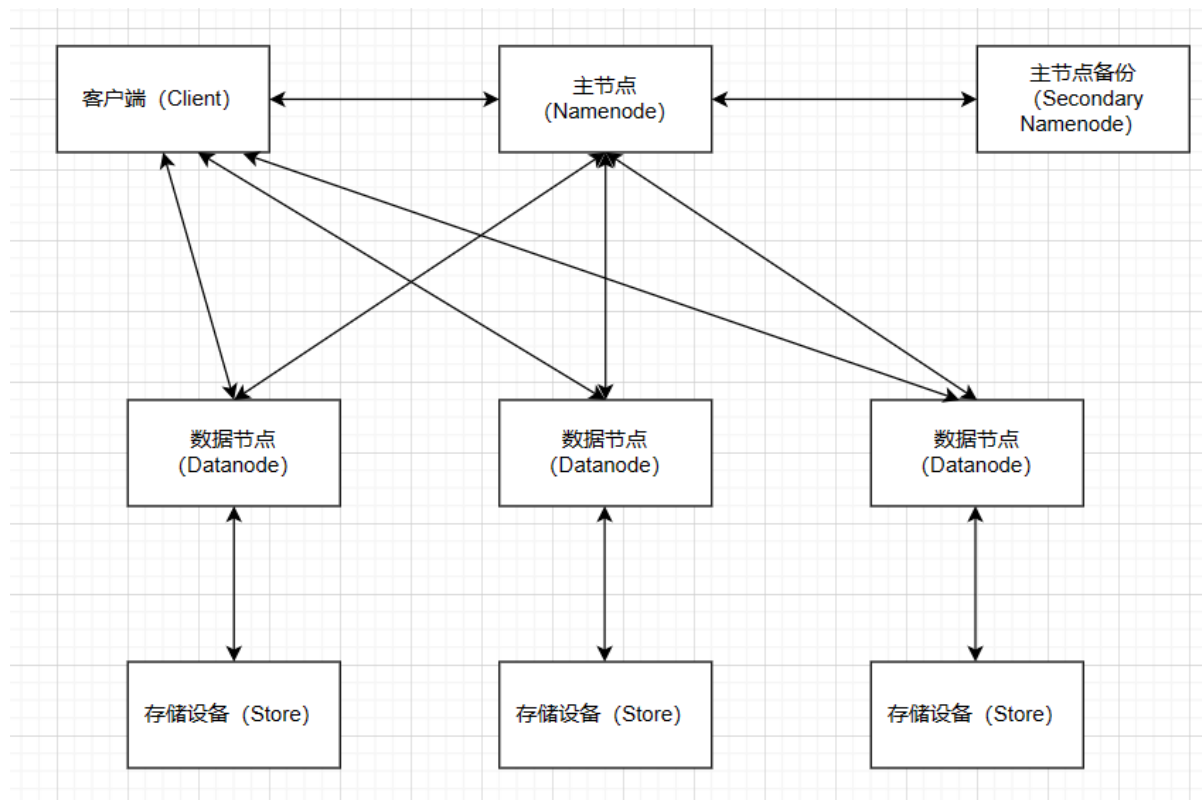 客户端（Client）
主节点
（Namenode）
主节点备份
（Secondary
Namenode）
数据节点
（Datanode）
数据节点
（Datanode）
数据节点
（Datanode）
存储设备（Store）
存储设备（Store）
存储设备（Store）